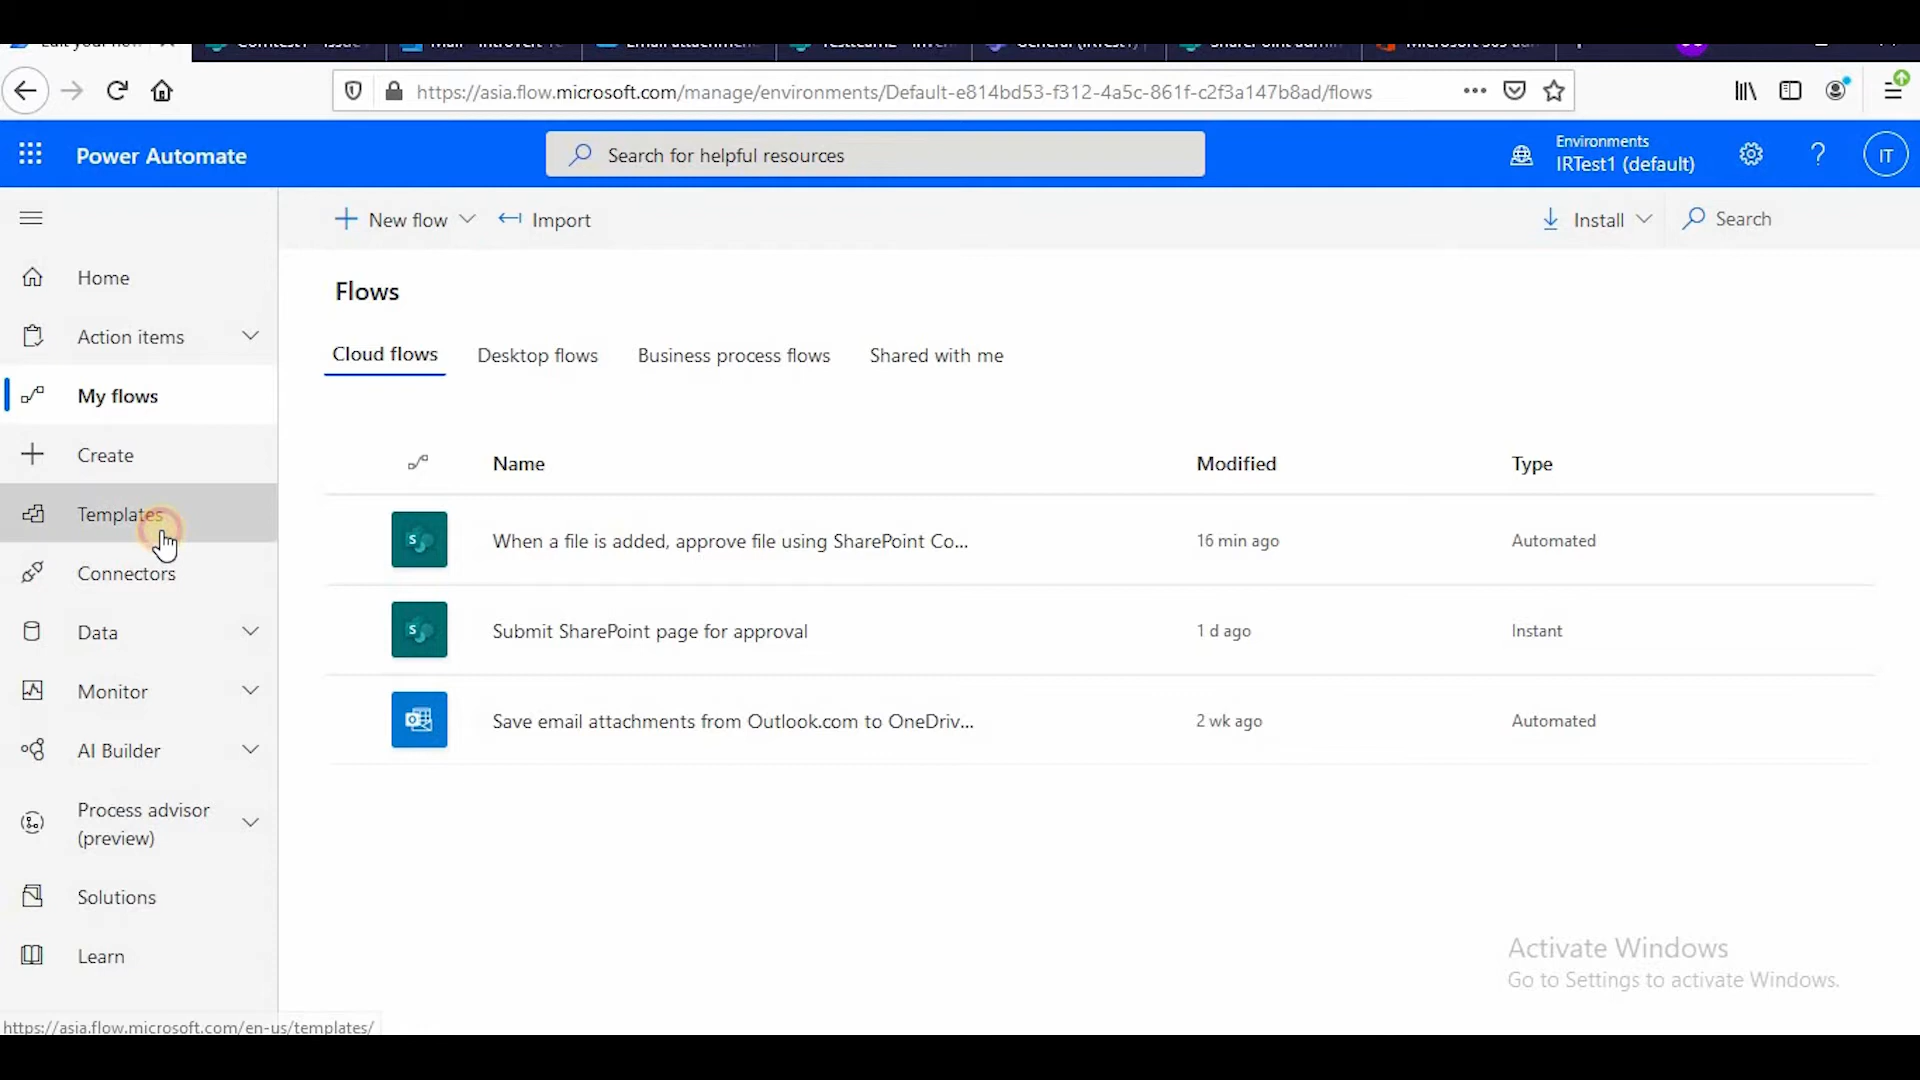 https://asia.flow.microsoft.com/manage/environments/Default-e814bd53-f312-4a5c-861f-c2f3a147b8ad/flows
Power Automate
Search for helpful resources
Environments
IRTest1 (default)
IT
New flow
Import
Install
Search
Home
Action items
My flows
Create
Templates
Connectors
Data
Monitor
AI Builder
Process advisor
(preview)
Solutions
Learn
Flows
Cloud flows
Desktop flows
Business process flows
Shared with me
Name
Modified
Type
When a file is added, approve file using SharePoint Co...
16 min ago
Automated
Submit SharePoint page for approval
1 d ago
Instant
Save email attachments from Outlook.com to OneDriv...
2 wk ago
Automated
Activate Windows
Go to Settings to activate Windows.
https://asia.flow.microsoft.com/en-us/templates/